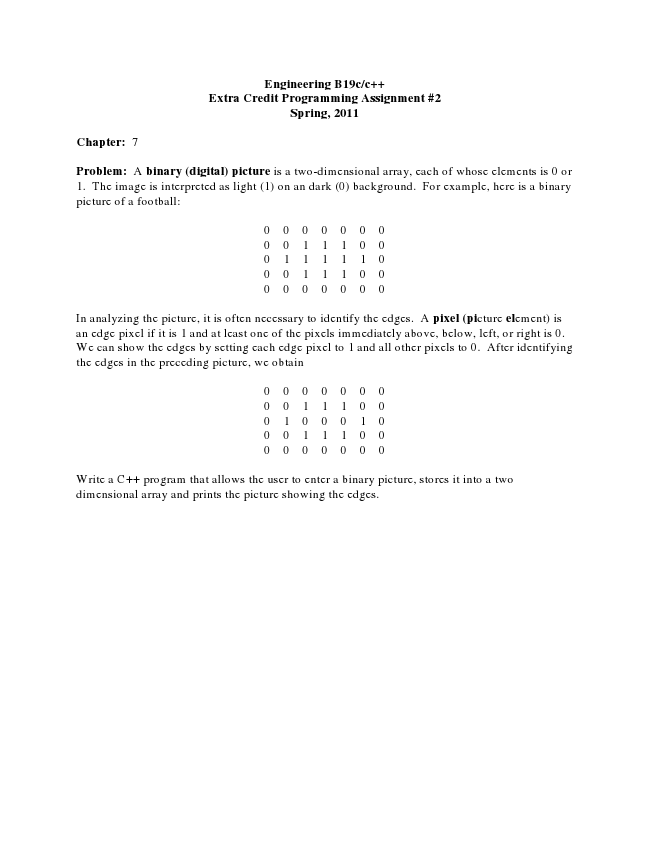 Engineering B19c/c++
Extra Credit Programming Assignment #2
Spring, 2011
Chapter: 7
Problem: A binary (digital) picture is a two-dimensional array, each of whose elements is 0 or
1. The image is interpreted as light (1) on an dark (0) background. For example, here is a binary
picture of a football:
0 0 0 0 0 0 0
0 0 1 1 1 0 0
0 1 1 1 1 1 0
0 0 1 1 1 0 0
0 0 0 0 0 0 0
In analyzing the picture, it is often necessary to identify the edges. A pixel (picture element) is
an edge pixel if it is 1 and at least one of the pixels immediately above, below, left, or right is 0.
We can show the edges by setting each edge pixel to 1 and all other pixels to 0. After identifying
the edges in the preceding picture, we obtain
0 0 0 0 0 0 0
0 0 1 1 1 0 0
0 1 0 0 0 1 0
0 0 1 1 1 0 0
0 0 0 0 0 0 0
Write a C++ program that allows the user to enter a binary picture, stores it into a two
dimensional array and prints the picture showing the edges.